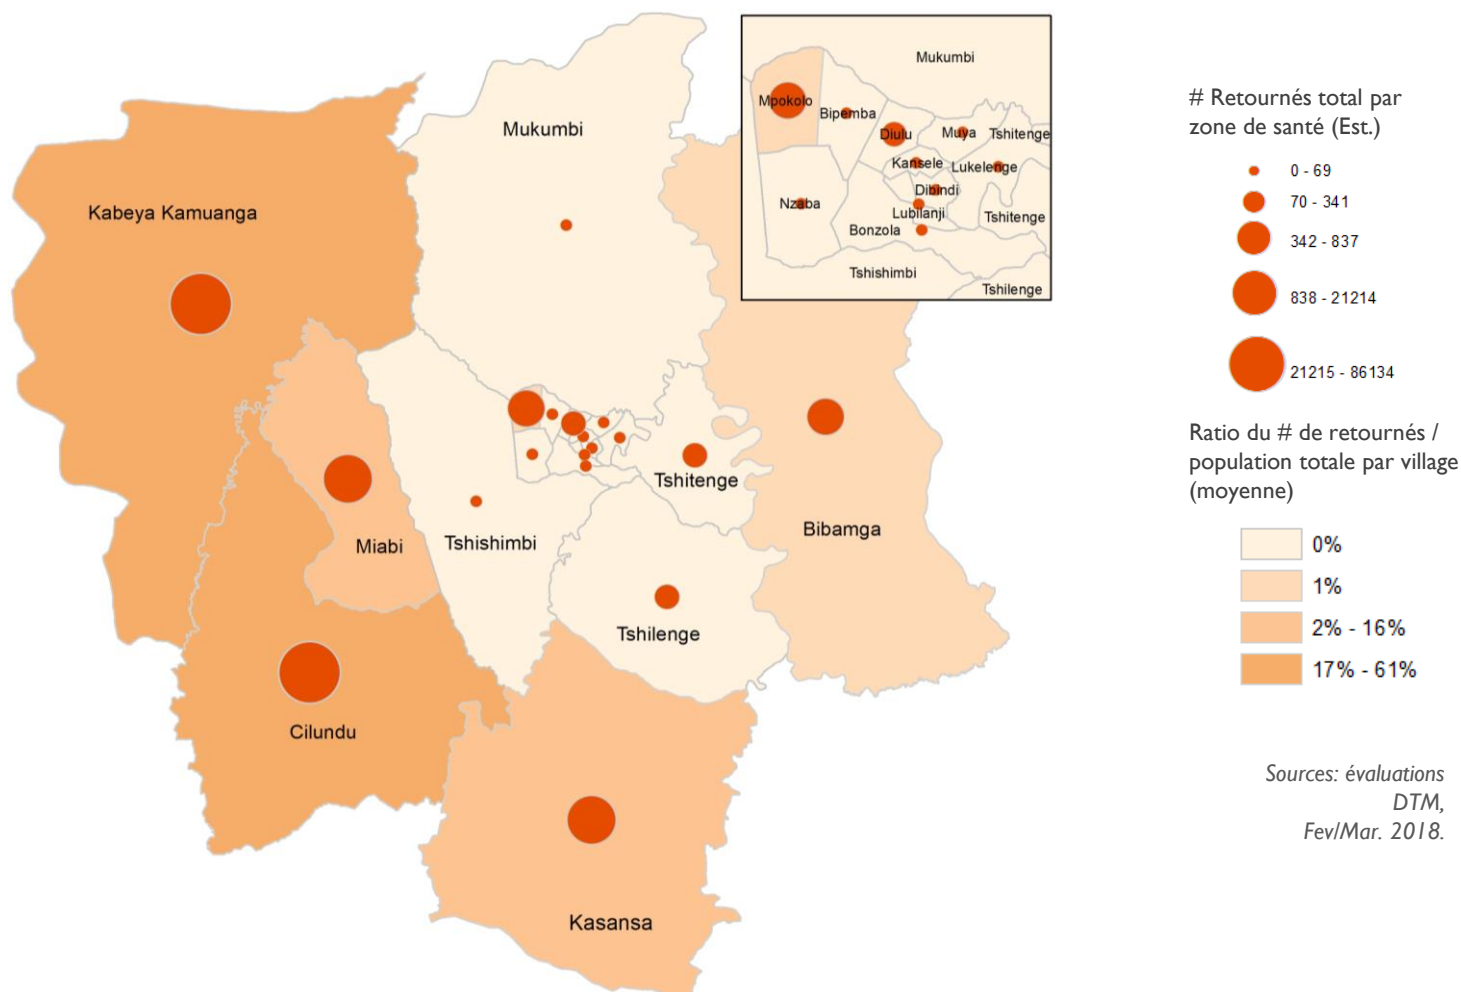 Mukumbi
Kabeya Kamuanga
Miabi
Tshishimbi
Tshitenge
Bibamga
Tshilenge
Cilundu
Kasansa
Mukumbi
Mpokolo
Bipemba
Diulu
Muya
Tshitenge
Kansele
Lukelenge
Dibindi
Nzaba
Lubilanji
Tshitenge
Bonzola
Tshishimbi
Tshilenge
# Retournés total par
zone de santé (Est.)
0 - 69
70 - 341
342 - 837
838 - 21214
21215 - 86134
Ratio du # de retournés /
population totale par village
(moyenne)
0%
1%
2% - 16%
17% - 61%
Sources: évaluations
DTM,
Fev/Mar. 2018.